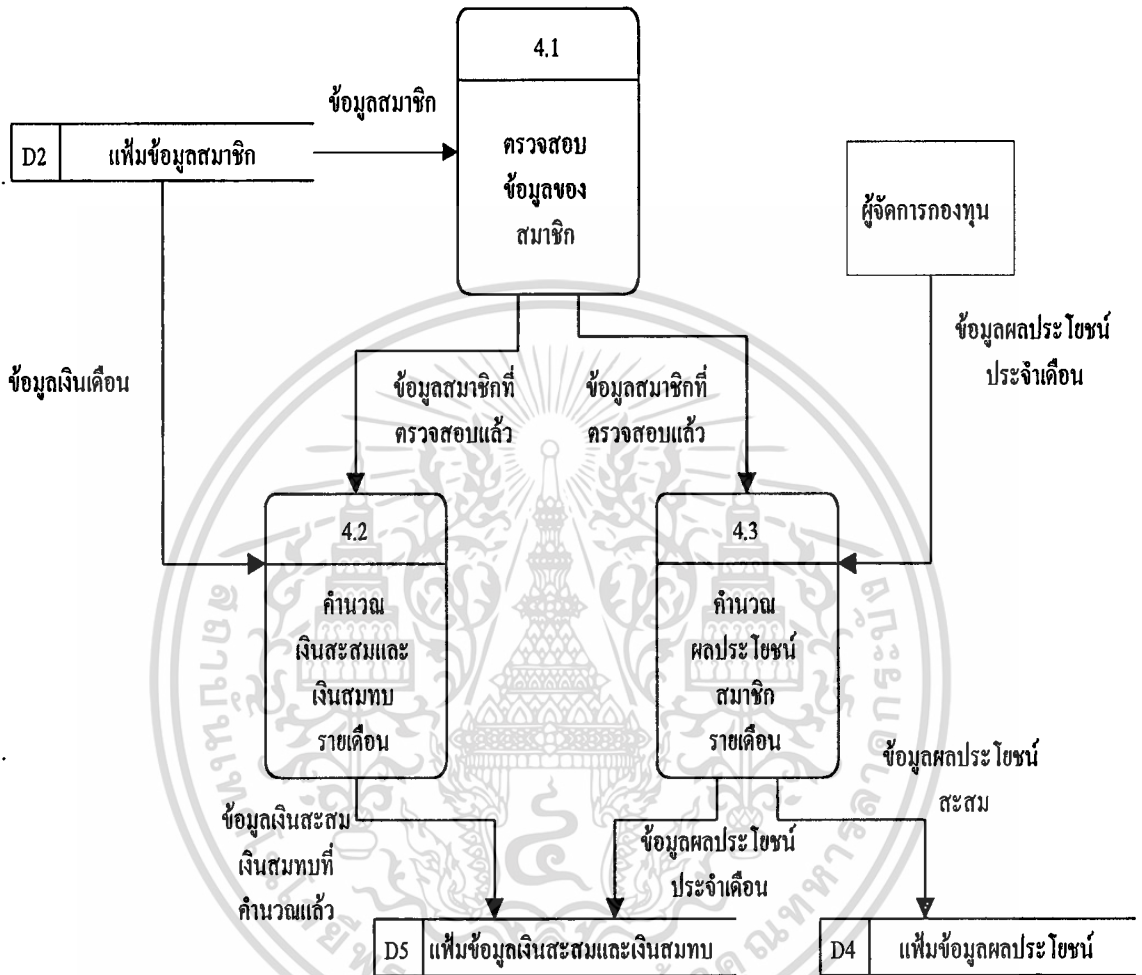 4.1
ตรวจสอบ
ข้อมูลของ
สมาชิก
ข้อมูลสมาชิก
D2 แฟ้มข้อมูลสมาชิก
ผู้จัดการกองทุน
ข้อมูลผลประโยชน์
ประจำเดือน
ข้อมูลเงินเดือน
ข้อมูลสมาชิกที่
ตรวจสอบแล้ว
ข้อมูลสมาชิกที่
ตรวจสอบแล้ว
4.2
คำนวณ
เงินสะสมและ
เงินสมทบ
รายเดือน
4.3
คำนวณ
ผลประโยชน์
สมาชิก
รายเดือน
ข้อมูลผลประโยชน์
สะสม
ข้อมูลเงินสะสม
เงินสมทบที่
คำนวณแล้ว
ข้อมูลผลประโยชน์
ประจำเดือน
D5 แฟ้มข้อมูลเงินสะสมและเงินสมทบ
D4 แฟ้มข้อมูลผลประโยชน์